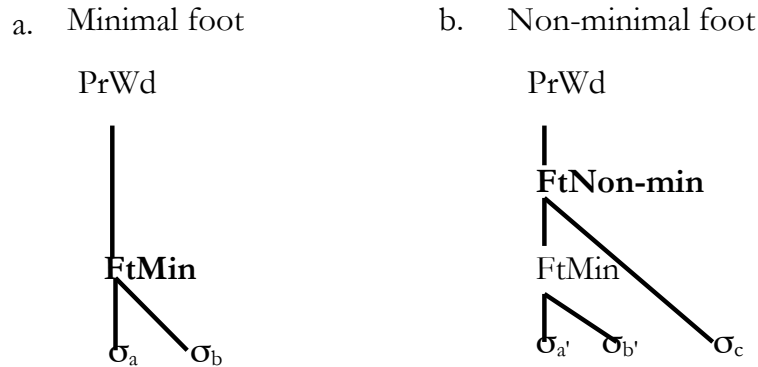 a. Minimal foot b. Non-minimal foot
PrWd PrWd
FtNon-min
FtMin FtMin
σa σb σa' σb' σc